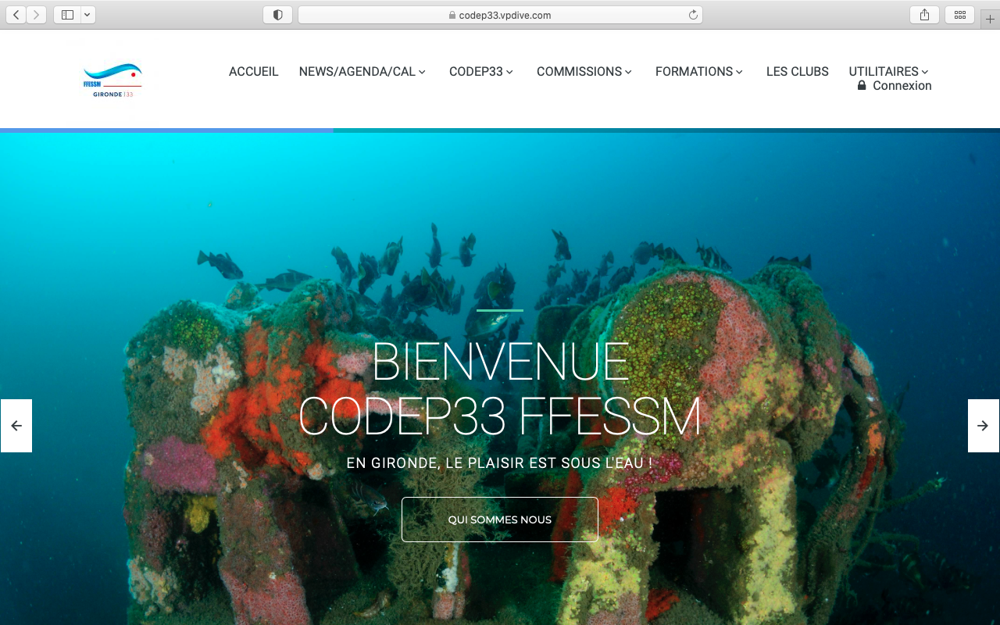 codep33.vpdive.com
FFESSM
GIRONDE | 33
ACCUEIL
NEWS/AGENDA/CAL
CODEP33
COMMISSIONS
FORMATIONS
LES CLUBS
UTILITAIRES
Connexion
BIENVENUE
CODEP33 FFESSM
EN GIRONDE, LE PLAISIR EST SOUS L'EAU !
QUI SOMMES NOUS